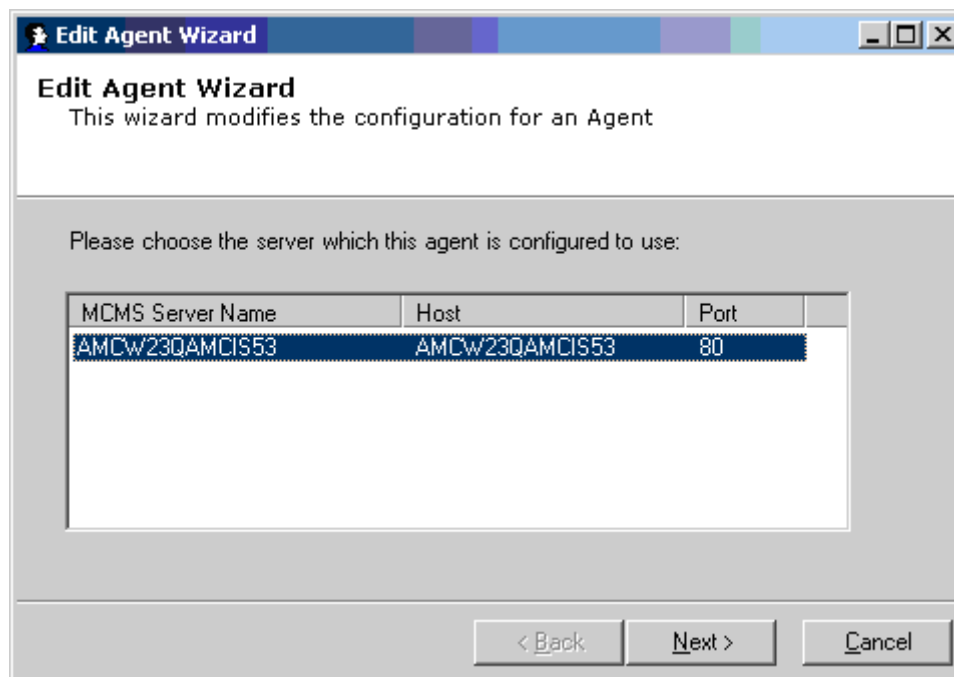 Edit Agent Wizard
Edit Agent Wizard
This wizard modifies the configuration for an Agent
Please choose the server which this agent is configured to use:
MCMS Server Name Host Port
AMCW23QAMCIS53 AMCW23QAMCIS53 80
< Back Next > Cancel